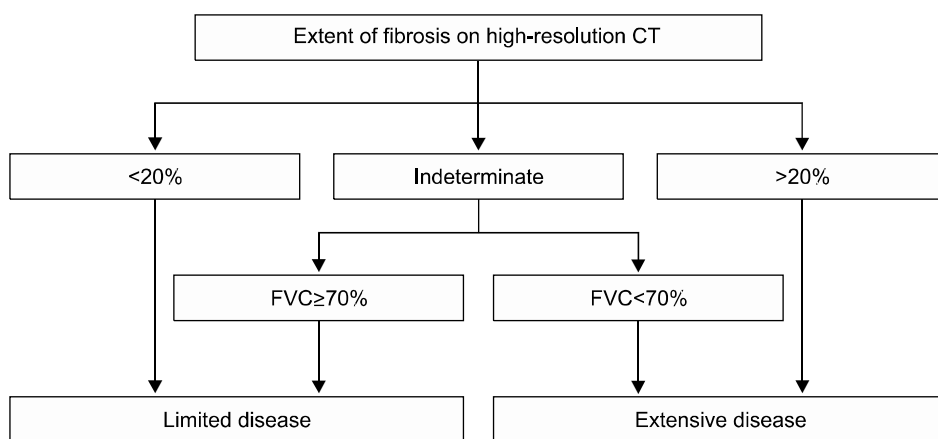 Extent of fibrosis on high-resolution CT
<20%
Indeterminate
>20%
FVC≥70%
FVC<70%
Limited disease
Extensive disease